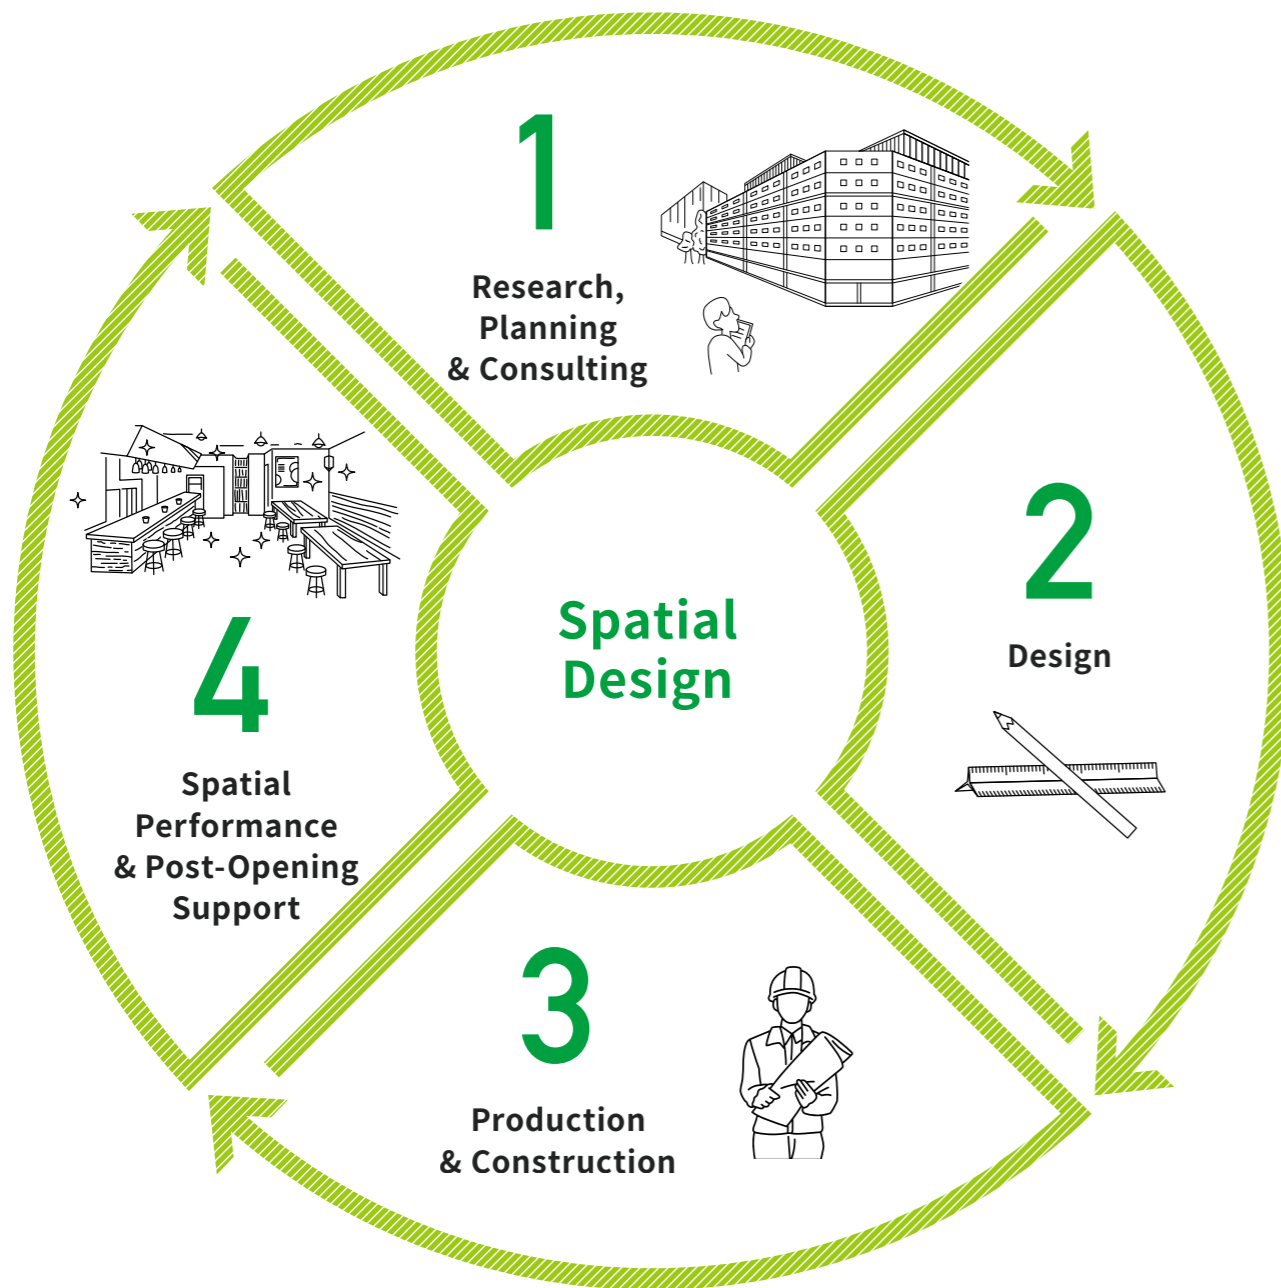 1
Research,
Planning
& Consulting
2
Design
3
Production
& Construction
4
Spatial
Performance
& Post-Opening
Support
Spatial
Design